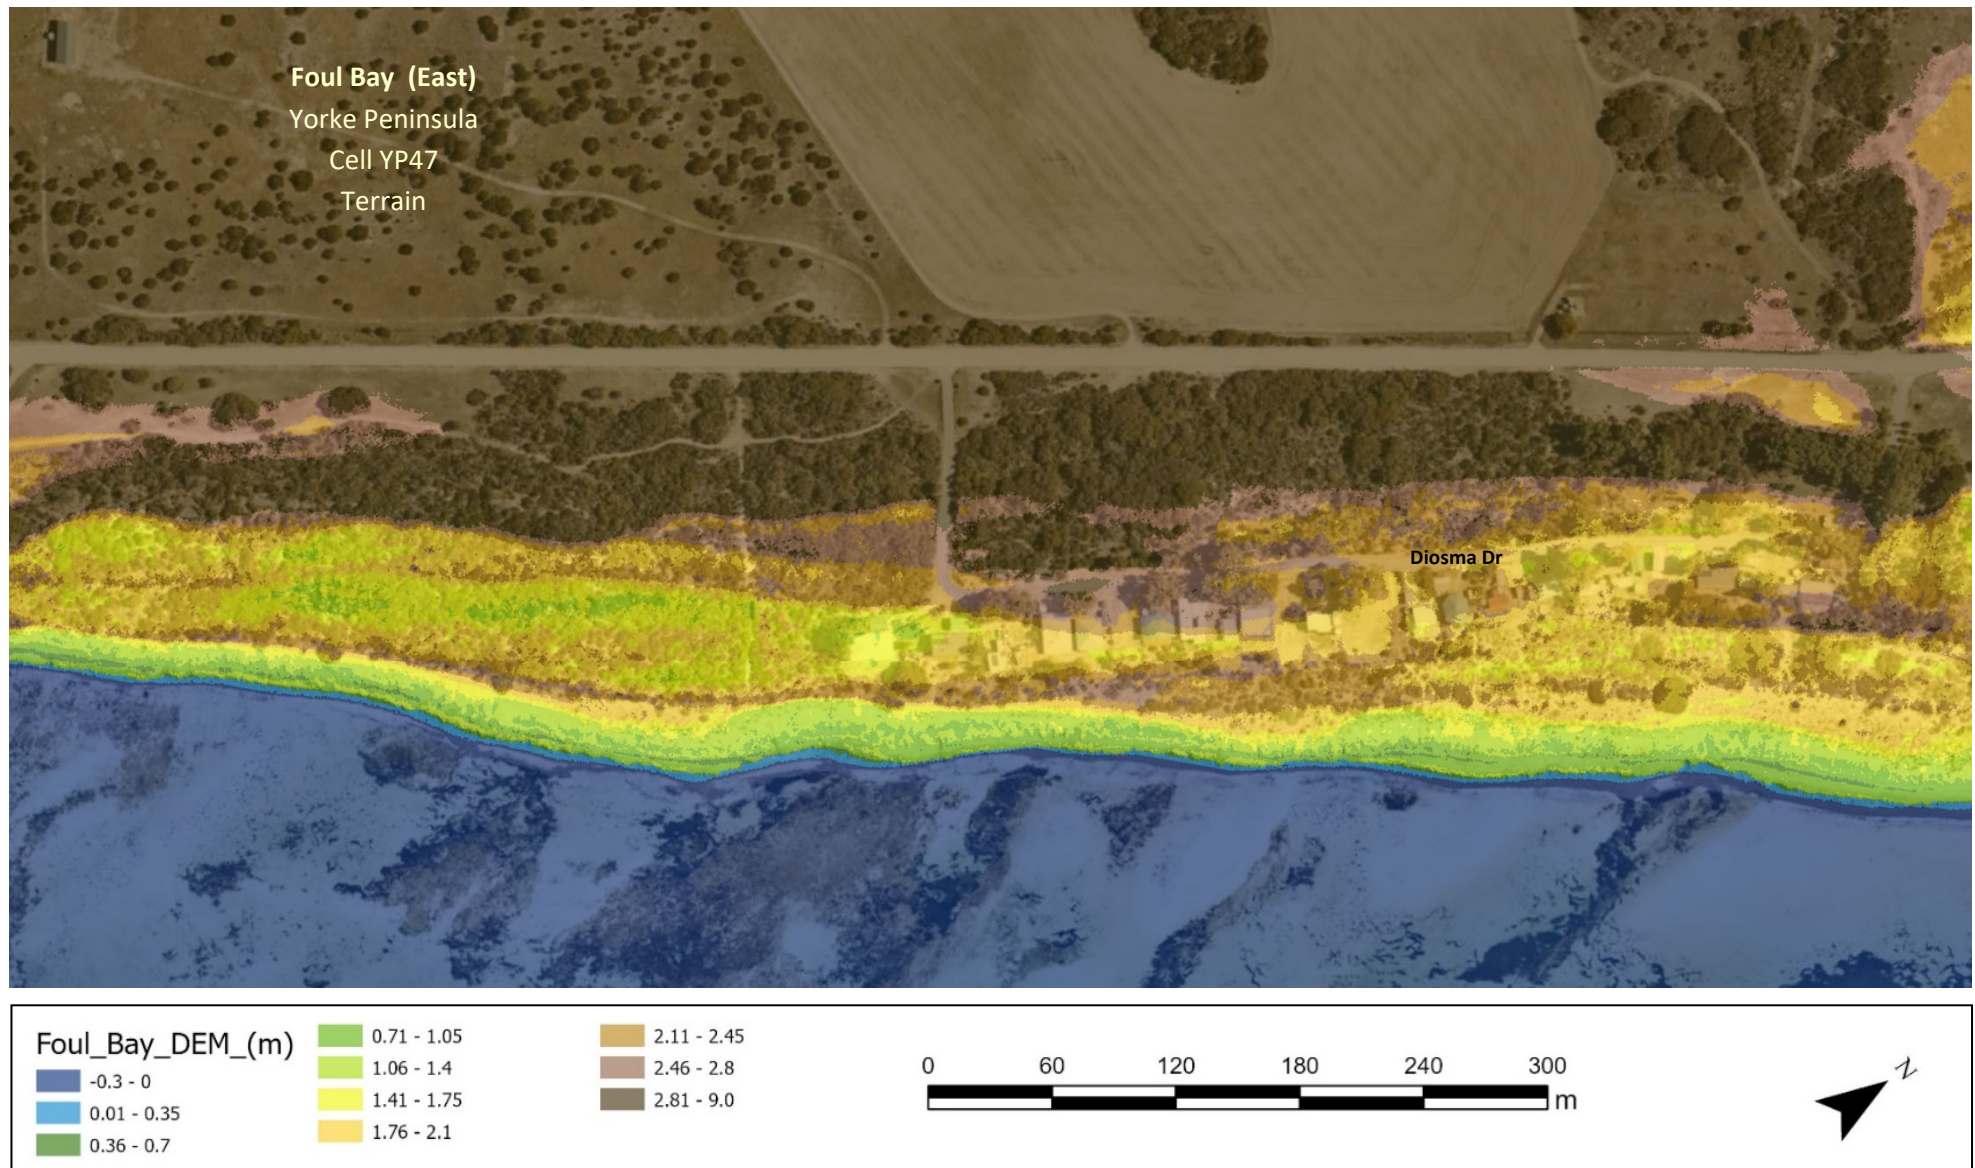 Foul Bay (East)
Yorke Peninsula
Cell YP47
Terrain
Diosma Dr
Foul_Bay_DEM_(m)
-0.3 - 0
0.01 - 0.35
0.36 - 0.7
0.71 - 1.05
1.06 - 1.4
1.41 - 1.75
1.76 - 2.1
2.11 - 2.45
2.46 - 2.8
2.81 - 9.0
0 60 120 180 240 300
m
N